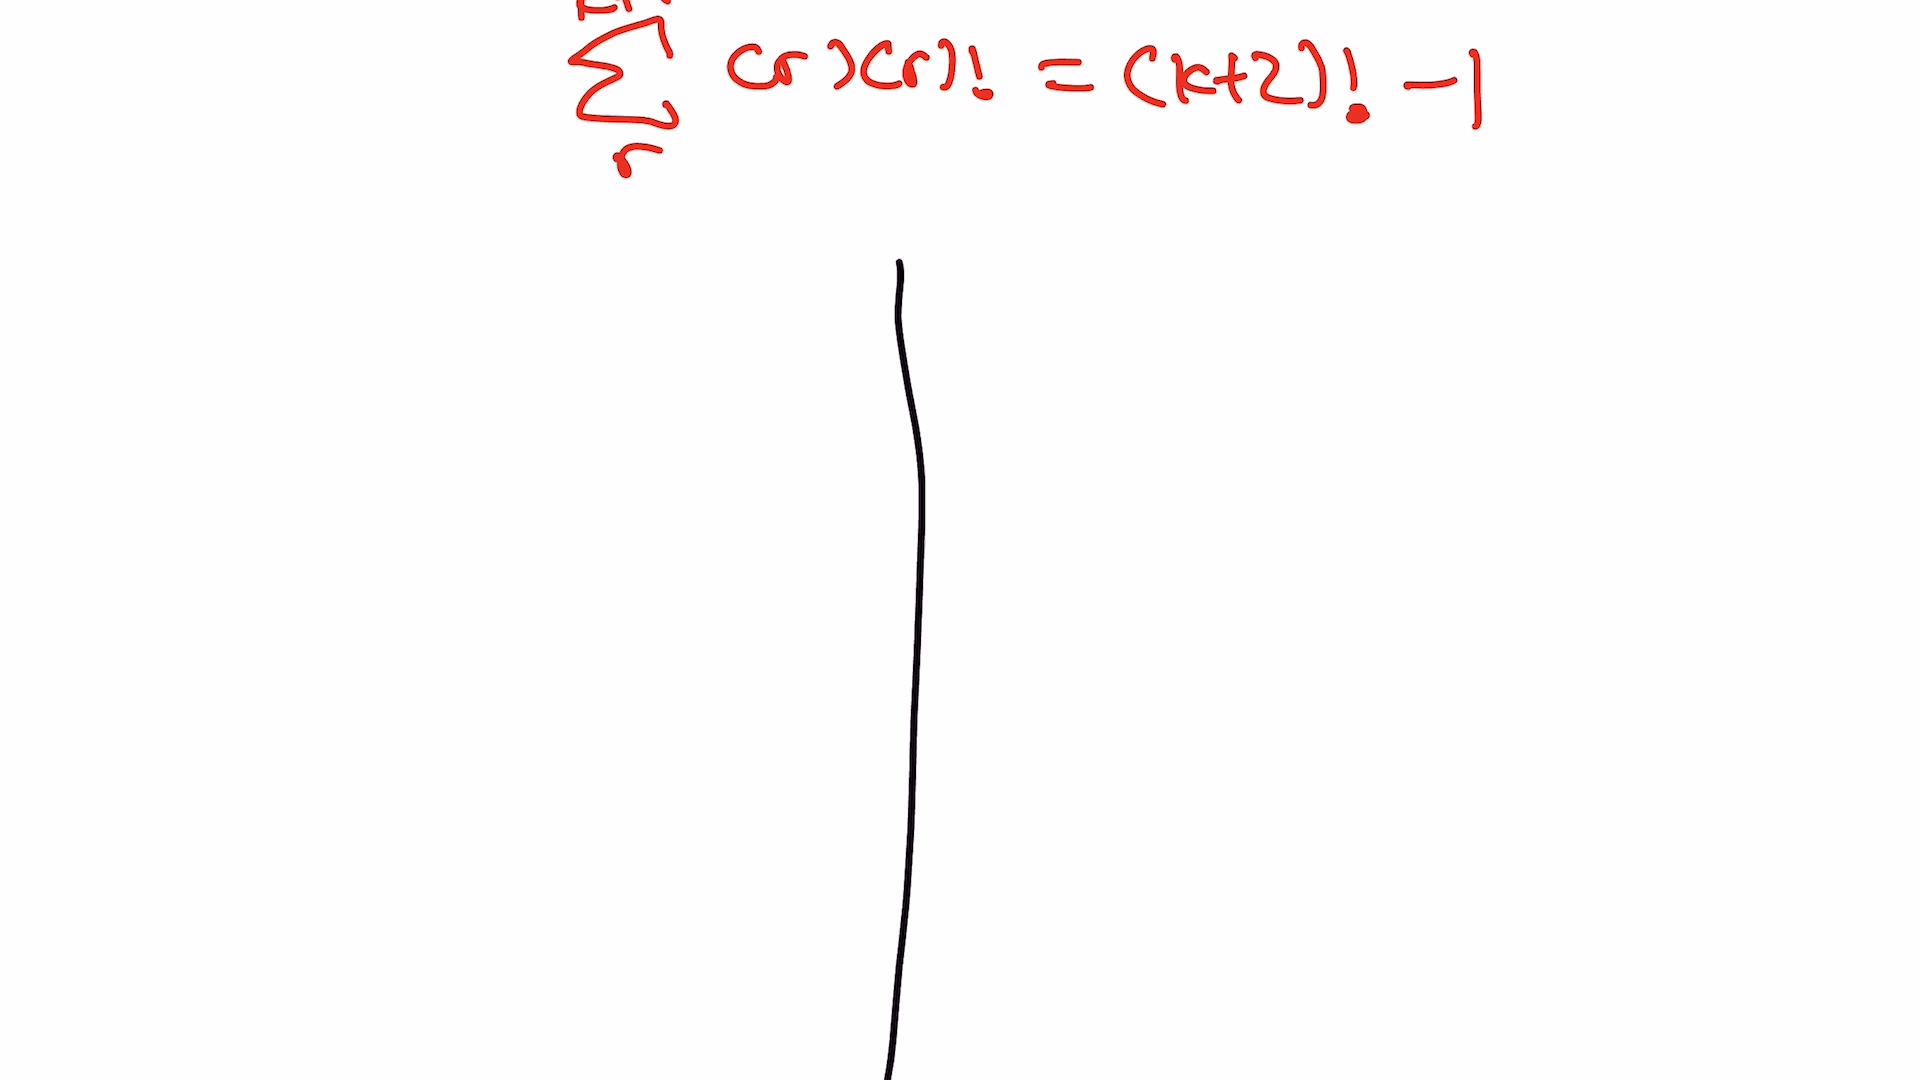 ∑ (r)(r)! = (k+2)! -1
r